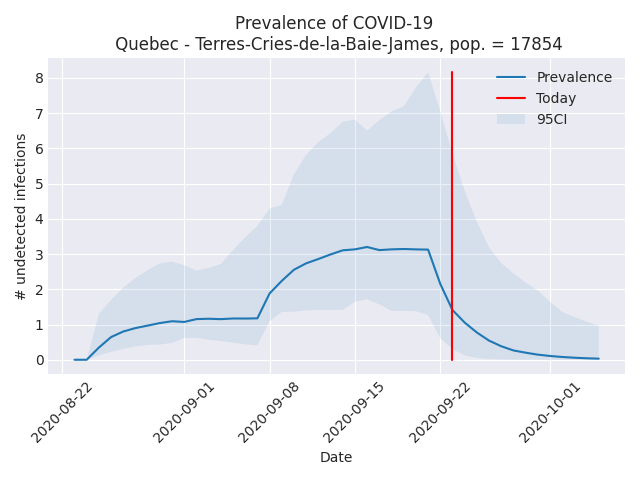 Prevalence of COVID-19
Quebec - Terres-Cries-de-la-Baie-James, pop. = 17854
8
7
6
5
4
3
2
1
0
# undetected infections
Prevalence
Today
95CI
2020-08-22
2020-09-01
2020-09-08
2020-09-15
2020-09-22
2020-10-01
Date